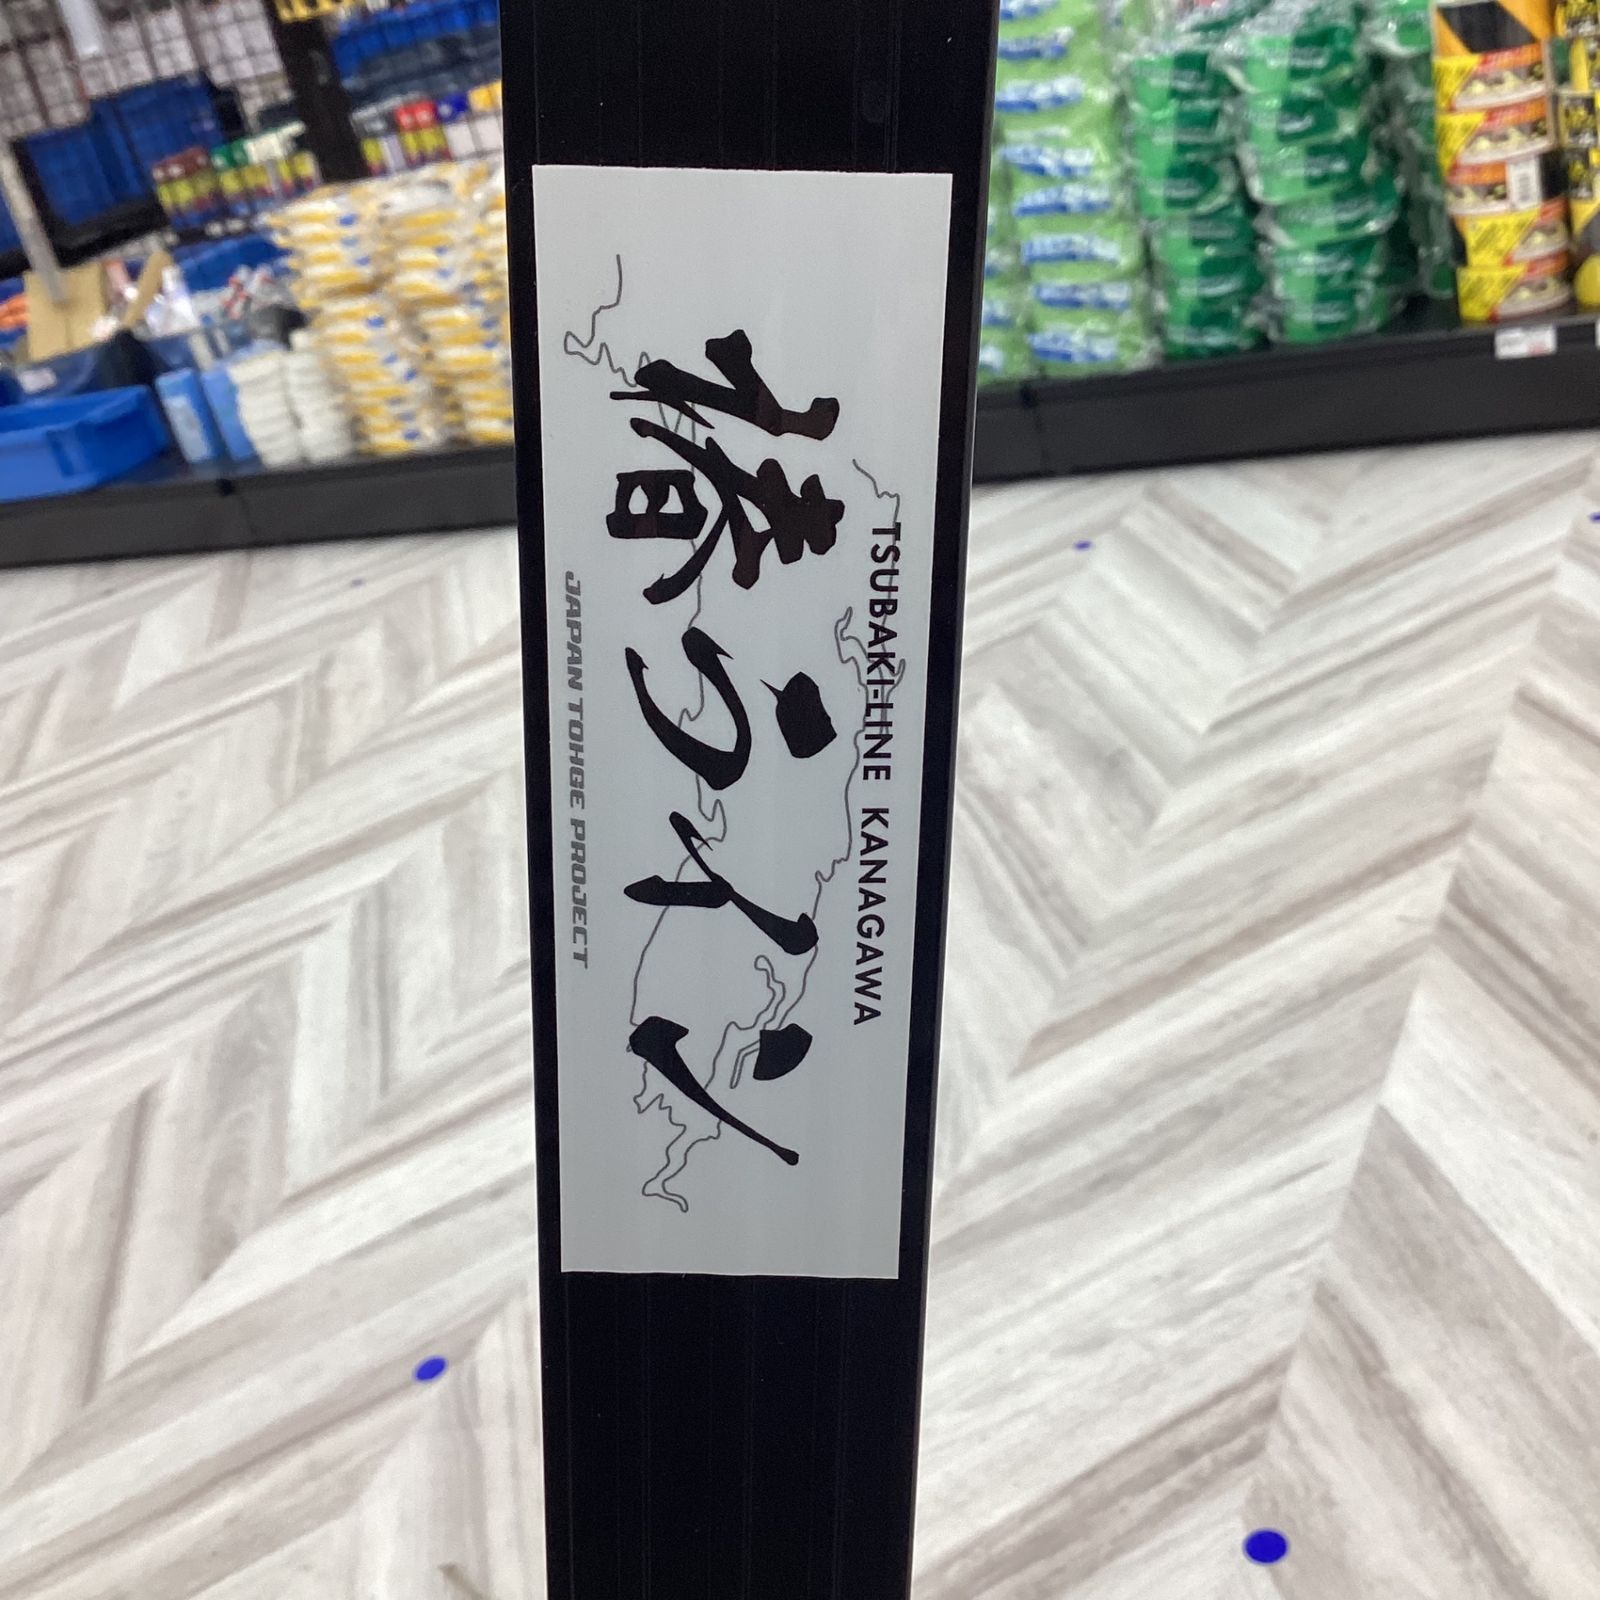 TSUBAKI-LINE KANAGAWA
椿ライン
JAPAN TOHGE PROJECT